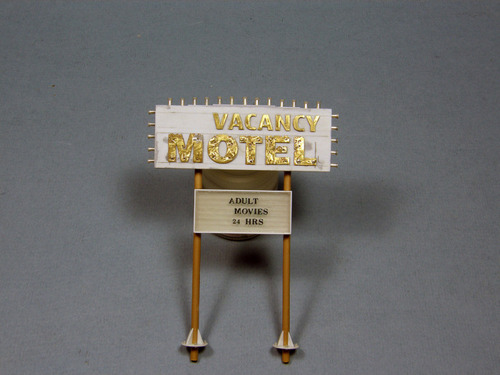 VACANCY
MOTEL
ADULT
MOVIES
24 HRS